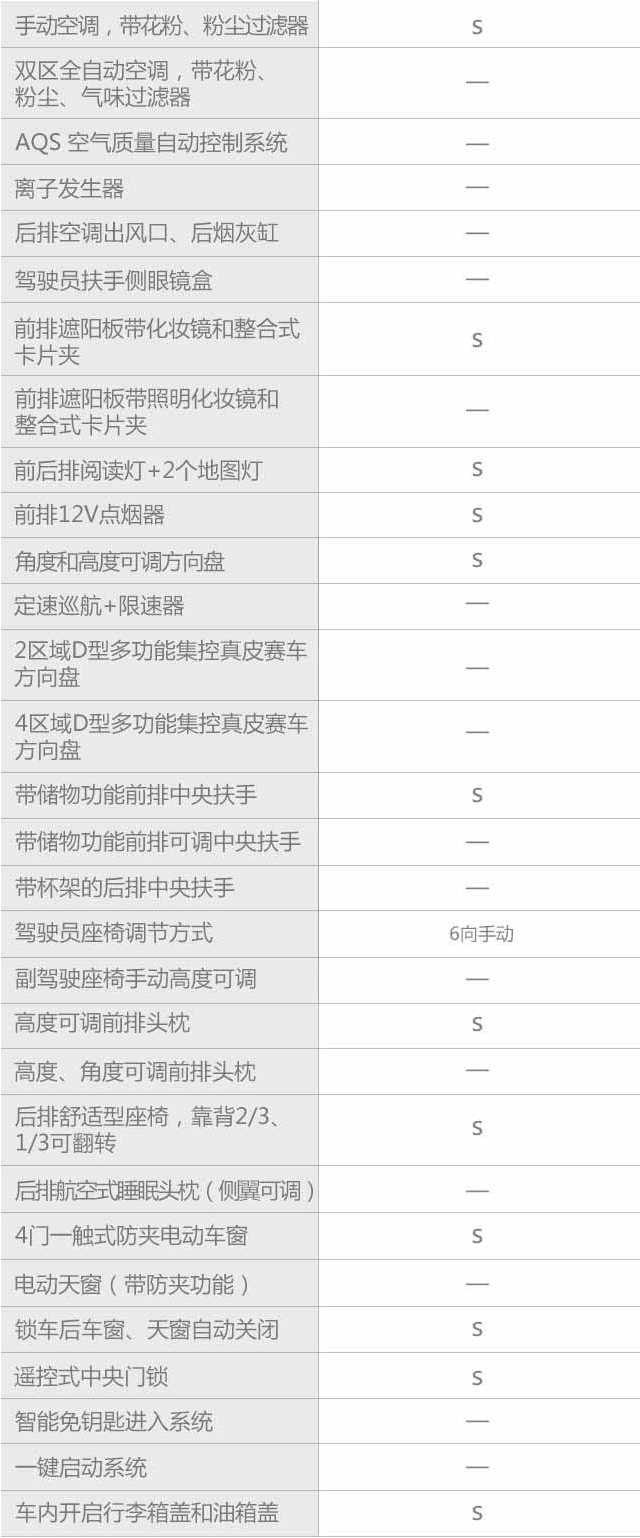 手动空调，带花粉、粉尘过滤器 S
双区全自动空调，带花粉、
粉尘、气味过滤器 —
AQS 空气质量自动控制系统 —
离子发生器 —
后排空调出风口、后烟灰缸 —
驾驶员扶手侧眼镜盒 —
前排遮阳板带化妆镜和整合式
卡片夹 S
前排遮阳板带照明化妆镜和
整合式卡片夹 —
前后排阅读灯+2个地图灯 S
前排12V点烟器 S
角度和高度可调方向盘 S
定速巡航+限速器 —
2区域D型多功能集控真皮赛车
方向盘 —
4区域D型多功能集控真皮赛车
方向盘 —
带储物功能前排中央扶手 S
带储物功能前排可调中央扶手 —
带杯架的后排中央扶手 —
驾驶员座椅调节方式 6向手动
副驾驶座椅手动高度可调 —
高度可调前排头枕 S
高度、角度可调前排头枕 —
后排舒适型座椅，靠背2/3、
1/3可翻转 S
后排航空式睡眠头枕（侧翼可调） —
4门一触式防夹电动车窗 S
电动天窗（带防夹功能） —
锁车后车窗、天窗自动关闭 S
遥控式中央门锁 S
智能免钥匙进入系统 —
一键启动系统 —
车内开启行李箱盖和油箱盖 S